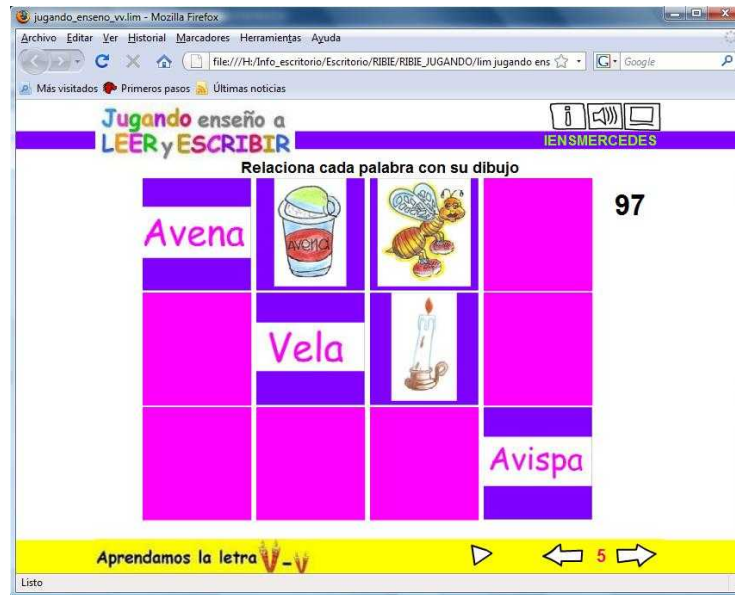 jugando_enseno_vv.lim - Mozilla Firefox
Archivo Editar Ver Historial Marcadores Herramientas Ayuda
file:///H:/Info_escritorio/Escritorio/RIBIE/RIBIE_JUGANDO/lim jugando ens
Google
Más visitados Primeros pasos Últimas noticias
Jugando enseño a
LEER y ESCRIBIR
IENSMERCEDES
Relaciona cada palabra con su dibujo
97
Avena
Avena
Vela
Avispa
Aprendamos la letra V-v
5
Listo